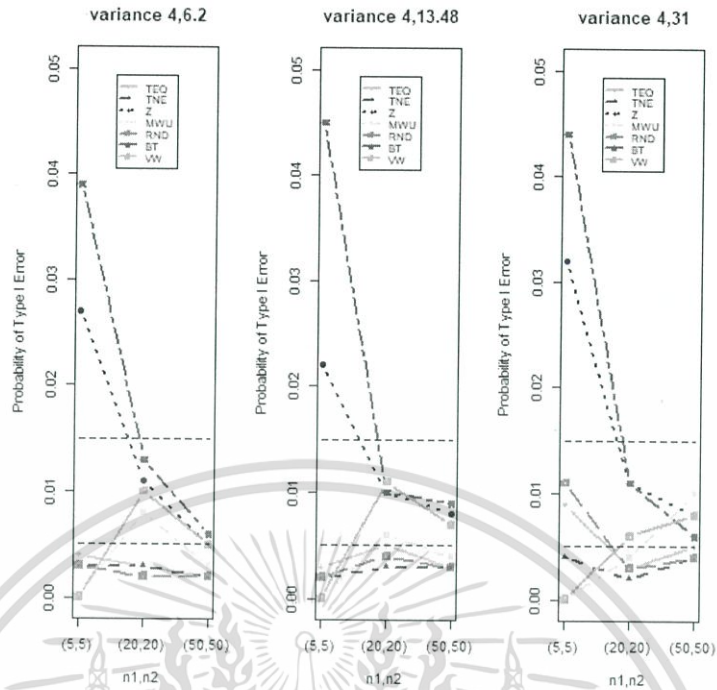 variance 4,6.2
Probability of Type I Error
0.05
0.04
0.03
0.02
0.01
0.00
TEQ
TNE
Z
MWU
RND
BT
VW
(5,5) (20,20) (50,50)
n1,n2
variance 4,13.48
Probability of Type I Error
0.05
0.04
0.03
0.02
0.01
0.00
TEQ
TNE
Z
MWU
RND
BT
VW
(5,5) (20,20) (50,50)
n1,n2
variance 4,31
Probability of Type I Error
0.05
0.04
0.03
0.02
0.01
0.00
TEQ
TNE
Z
MWU
RND
BT
VW
(5,5) (20,20) (50,50)
n1,n2